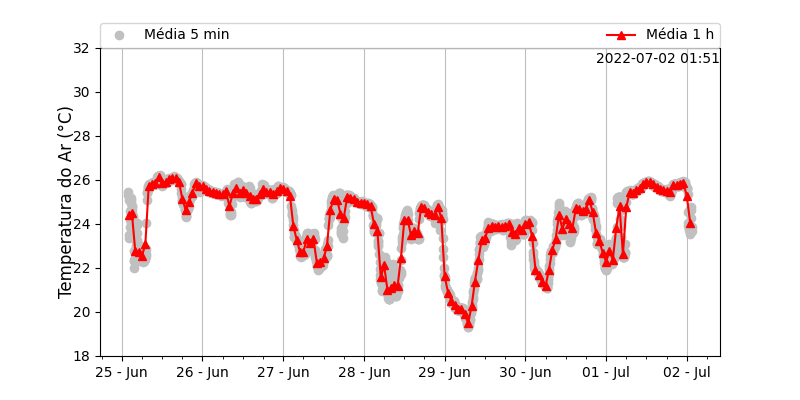 Média 5 min
Média 1 h
2022-07-02 01:51
Temperatura do Ar (°C)
32
30
28
26
24
22
20
18
25 - Jun
26 - Jun
27 - Jun
28 - Jun
29 - Jun
30 - Jun
01 - Jul
02 - Jul